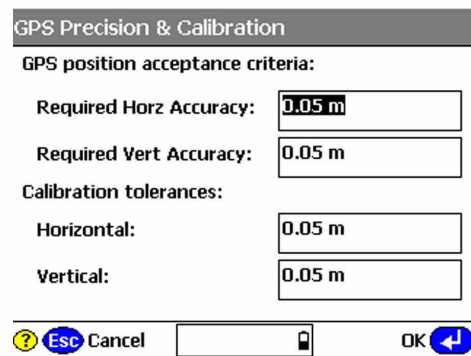 GPS Precision & Calibration
GPS position acceptance criteria:
Required Horz Accuracy: 0.05 m
Required Vert Accuracy: 0.05 m
Calibration tolerances:
Horizontal: 0.05 m
Vertical: 0.05 m
? Esc Cancel OK